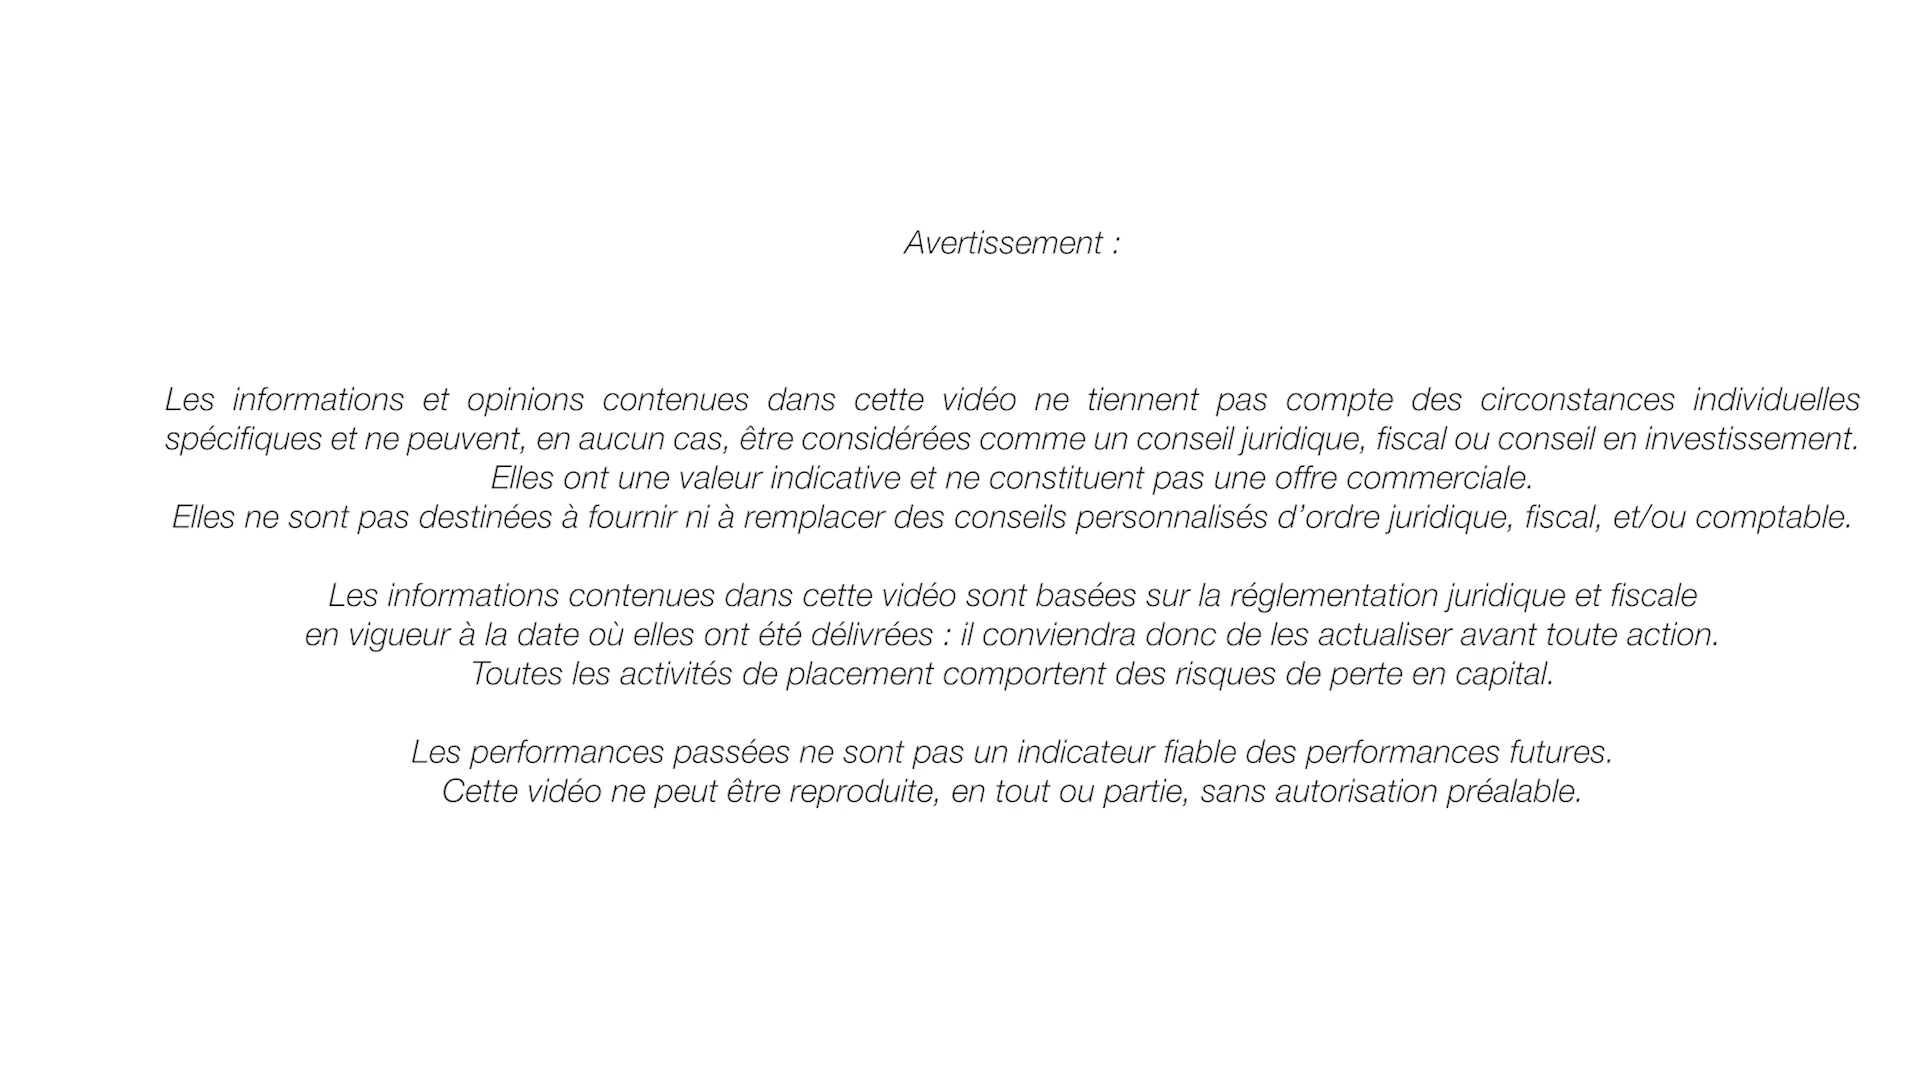 Avertissement :
Les informations et opinions contenues dans cette vidéo ne tiennent pas compte des circonstances individuelles
spécifiques et ne peuvent, en aucun cas, être considérées comme un conseil juridique, fiscal ou conseil en investissement.
Elles ont une valeur indicative et ne constituent pas une offre commerciale.
Elles ne sont pas destinées à fournir ni à remplacer des conseils personnalisés d’ordre juridique, fiscal, et/ou comptable.
Les informations contenues dans cette vidéo sont basées sur la réglementation juridique et fiscale
en vigueur à la date où elles ont été délivrées : il conviendra donc de les actualiser avant toute action.
Toutes les activités de placement comportent des risques de perte en capital.
Les performances passées ne sont pas un indicateur fiable des performances futures.
Cette vidéo ne peut être reproduite, en tout ou partie, sans autorisation préalable.